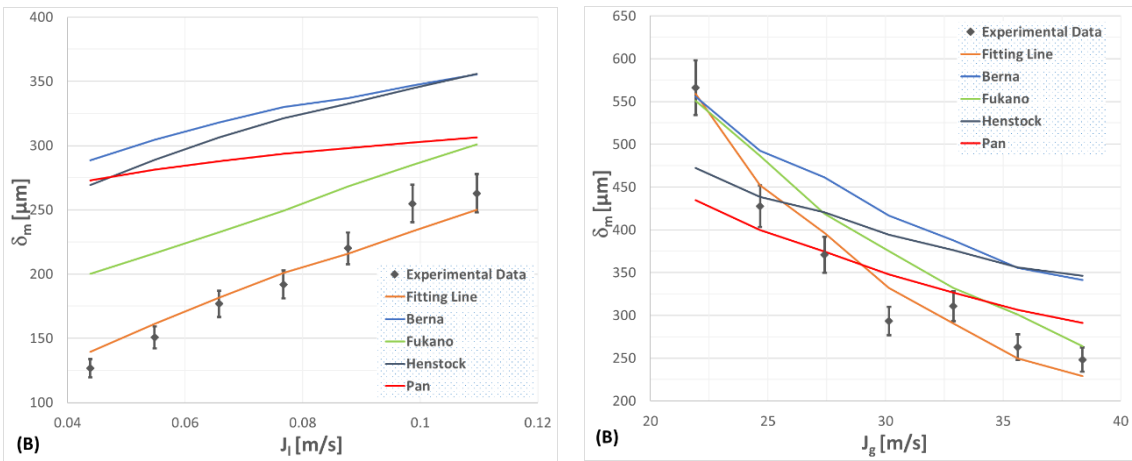 400
350
300
250
200
150
100
δm [µm]
0.04
0.06
0.08
0.1
0.12
Jl [m/s]
(B)
Experimental Data
Fitting Line
Berna
Fukano
Henstock
Pan
650
600
550
500
450
400
350
300
250
200
δm [µm]
20
25
30
35
40
Jg [m/s]
(B)
Experimental Data
Fitting Line
Berna
Fukano
Henstock
Pan